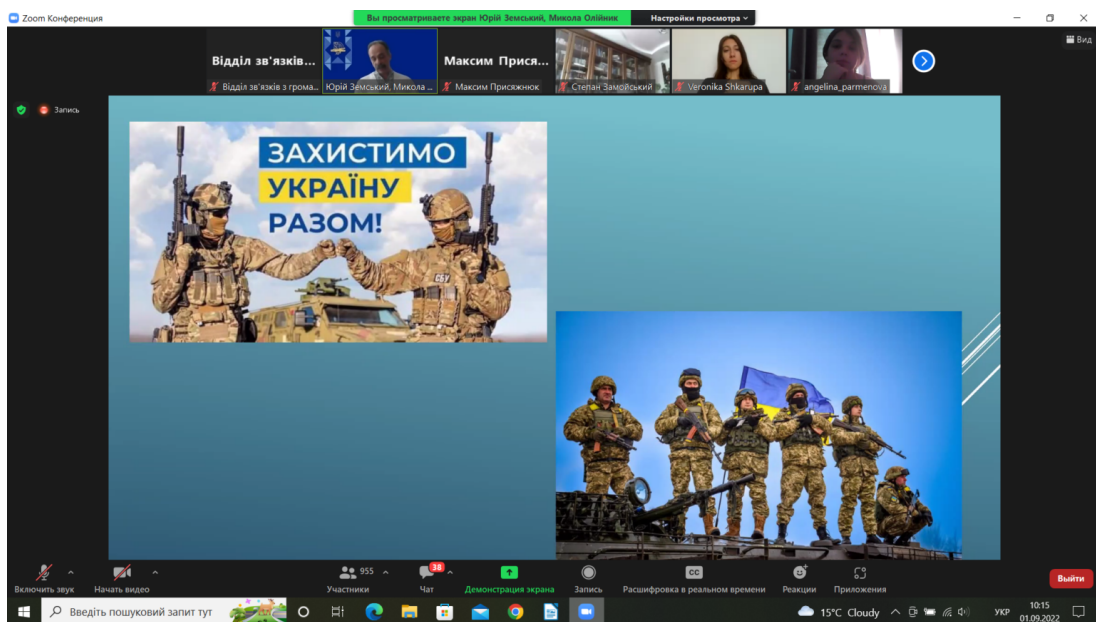 Zoom Конференция
Вы просматриваете экран Юрій Земський, Микола Олійник
Настройки просмотра
Вид
Відділ зв'язків...
Максим Прися...
Відділ зв'язків з грома...
Юрій Земський, Микола ...
Максим Присяжнюк
Степан Замойський
Veronika Shkarupa
angelina_parmenova
Запись
ЗАХИСТИМО
УКРАЇНУ
РАЗОМ!
СБУ
955
38
CC
Включить звук
Начать видео
Участники
Чат
Демонстрация экрана
Запись
Расшифровка в реальном времени
Реакции
Приложения
Выйти
Введіть пошуковий запит тут
15°C Cloudy
УКР
10:15
01.09.2022